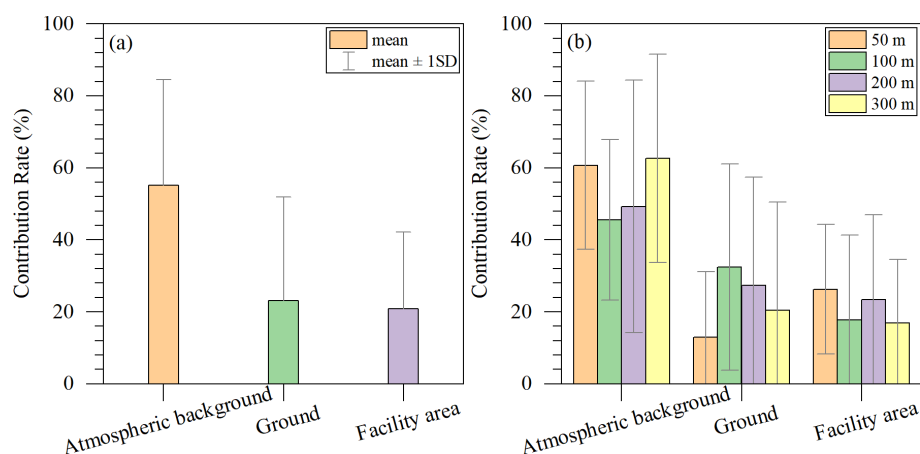 (a)
mean
mean ± 1SD
Contribution Rate (%)
100
80
60
40
20
0
Atmospheric background
Ground
Facility area
(b)
50 m
100 m
200 m
300 m
Contribution Rate (%)
100
80
60
40
20
0
Atmospheric background
Ground
Facility area